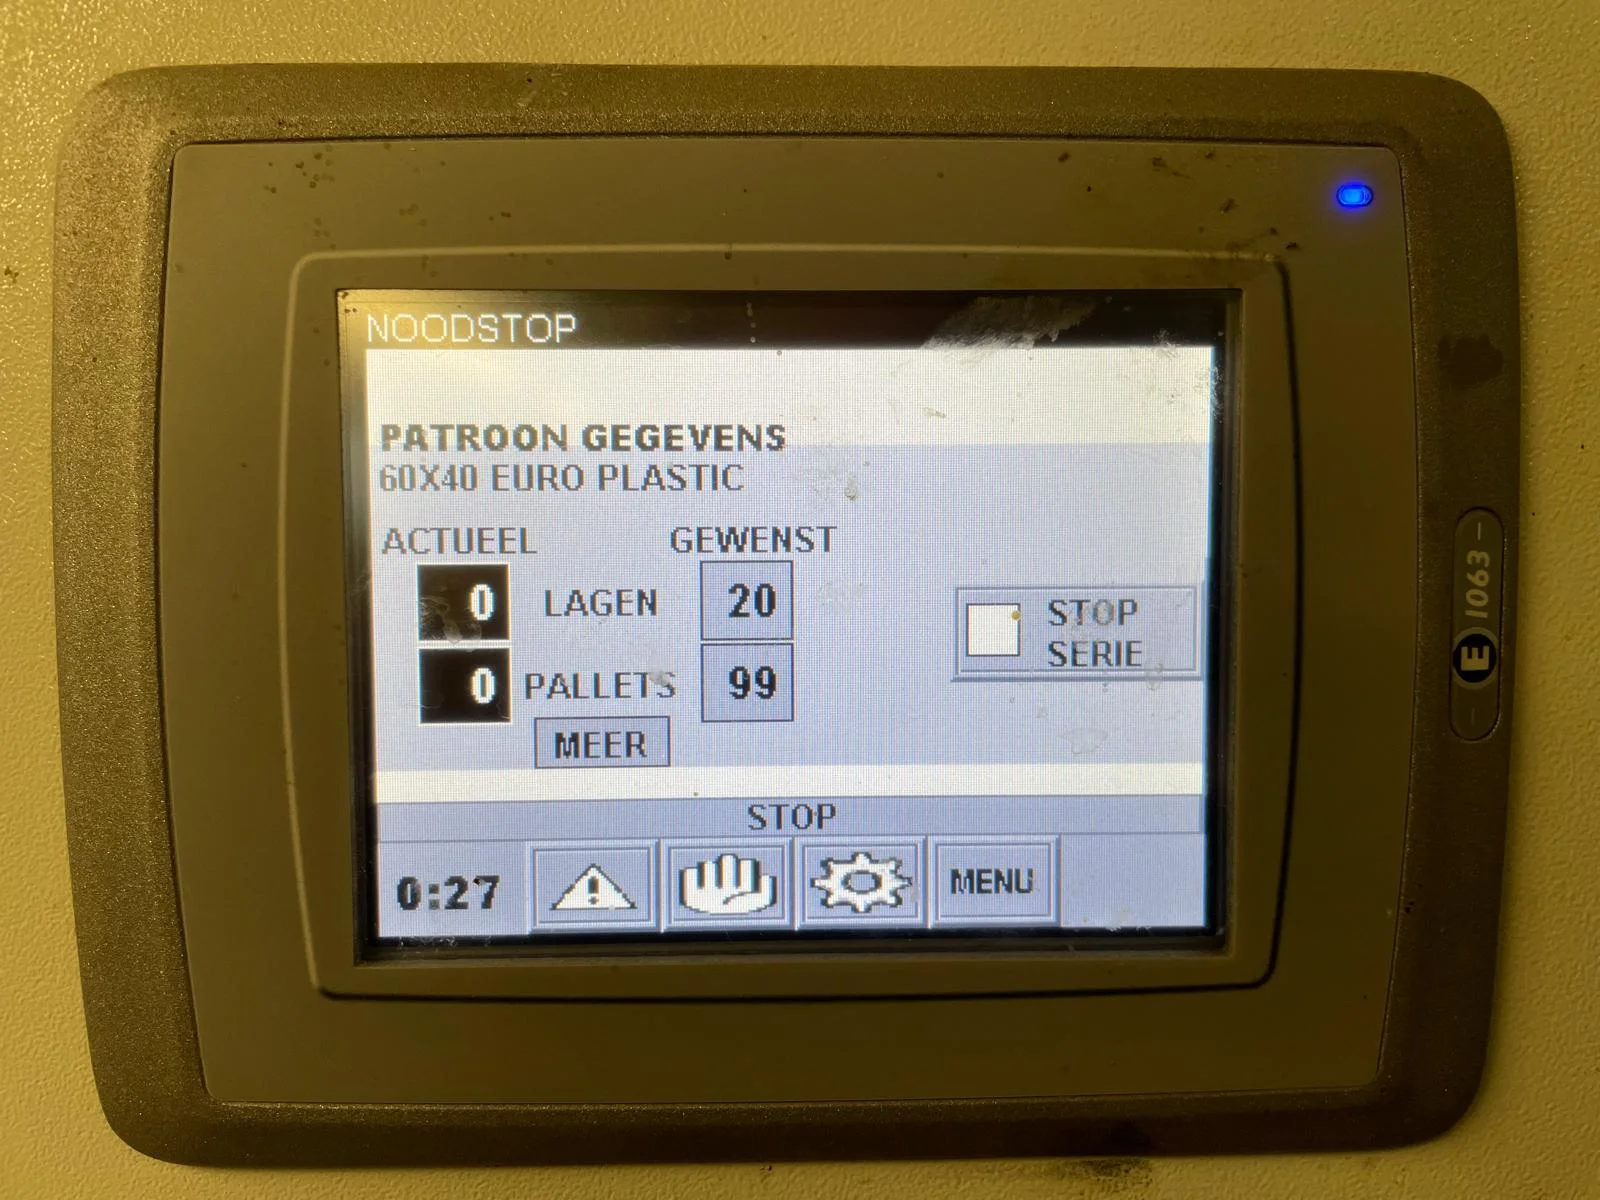 NOODSTOP
PATROON GEGEVENS
60X40 EURO PLASTIC
ACTUEEL GEWENST
0 LAGEN 20
STOP
SERIE
0 PALLETS 99
MEER
STOP
0:27 MENU
E 1063